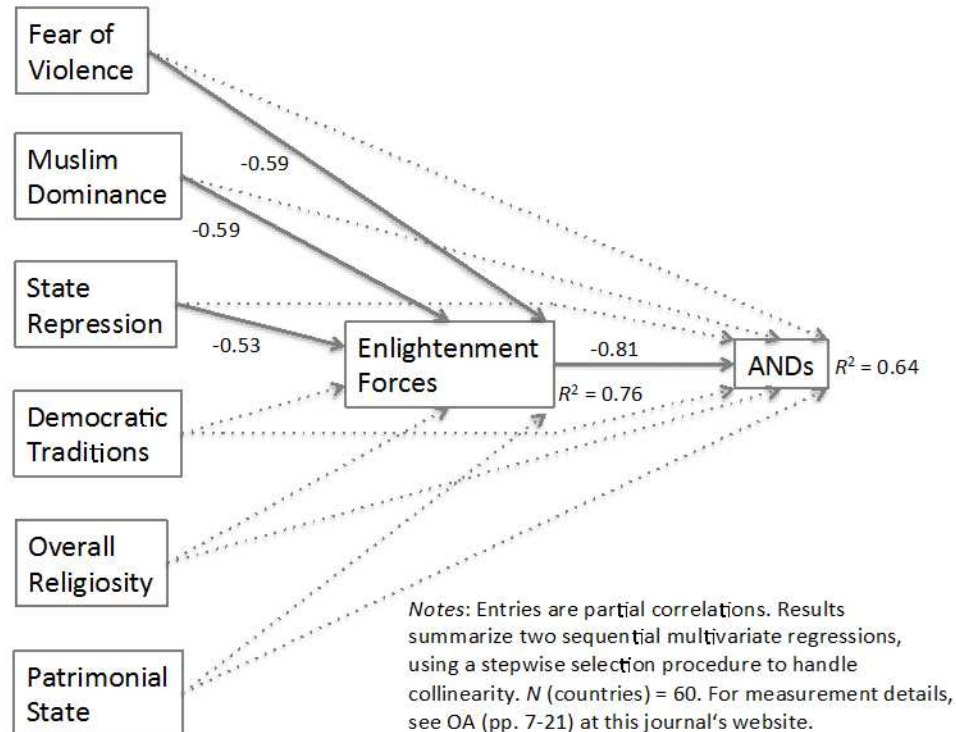 Fear of
Violence
-0.59
Muslim
Dominance
-0.59
State
Repression
-0.53
Enlightenment
Forces
-0.81
R² = 0.76
ANDs
R² = 0.64
Democratic
Traditions
Overall
Religiosity
Patrimonial
State
Notes: Entries are partial correlations. Results
summarize two sequential multivariate regressions,
using a stepwise selection procedure to handle
collinearity. N (countries) = 60. For measurement details,
see OA (pp. 7-21) at this journal‘s website.